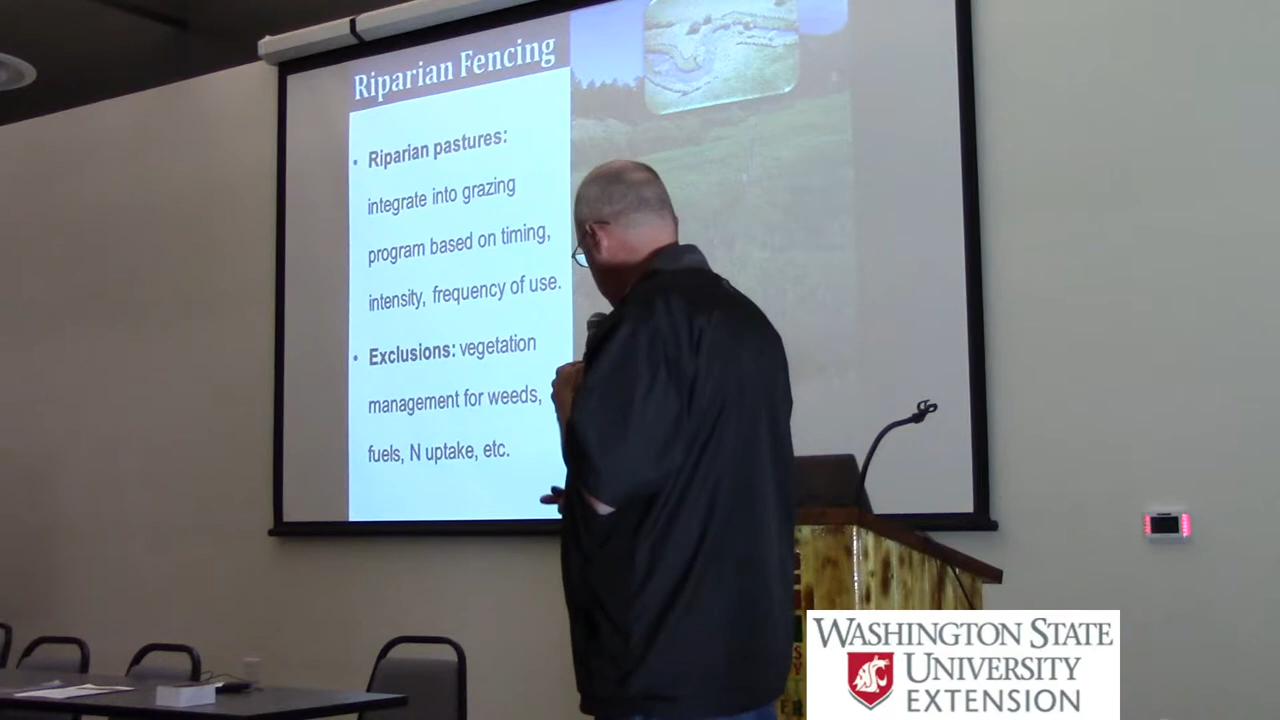 Riparian Fencing
• Riparian pastures:
integrate into grazing
program based on timing,
intensity, frequency of use.
• Exclusions: vegetation
management for weeds,
fuels, N uptake, etc.
WASHINGTON STATE
UNIVERSITY
EXTENSION